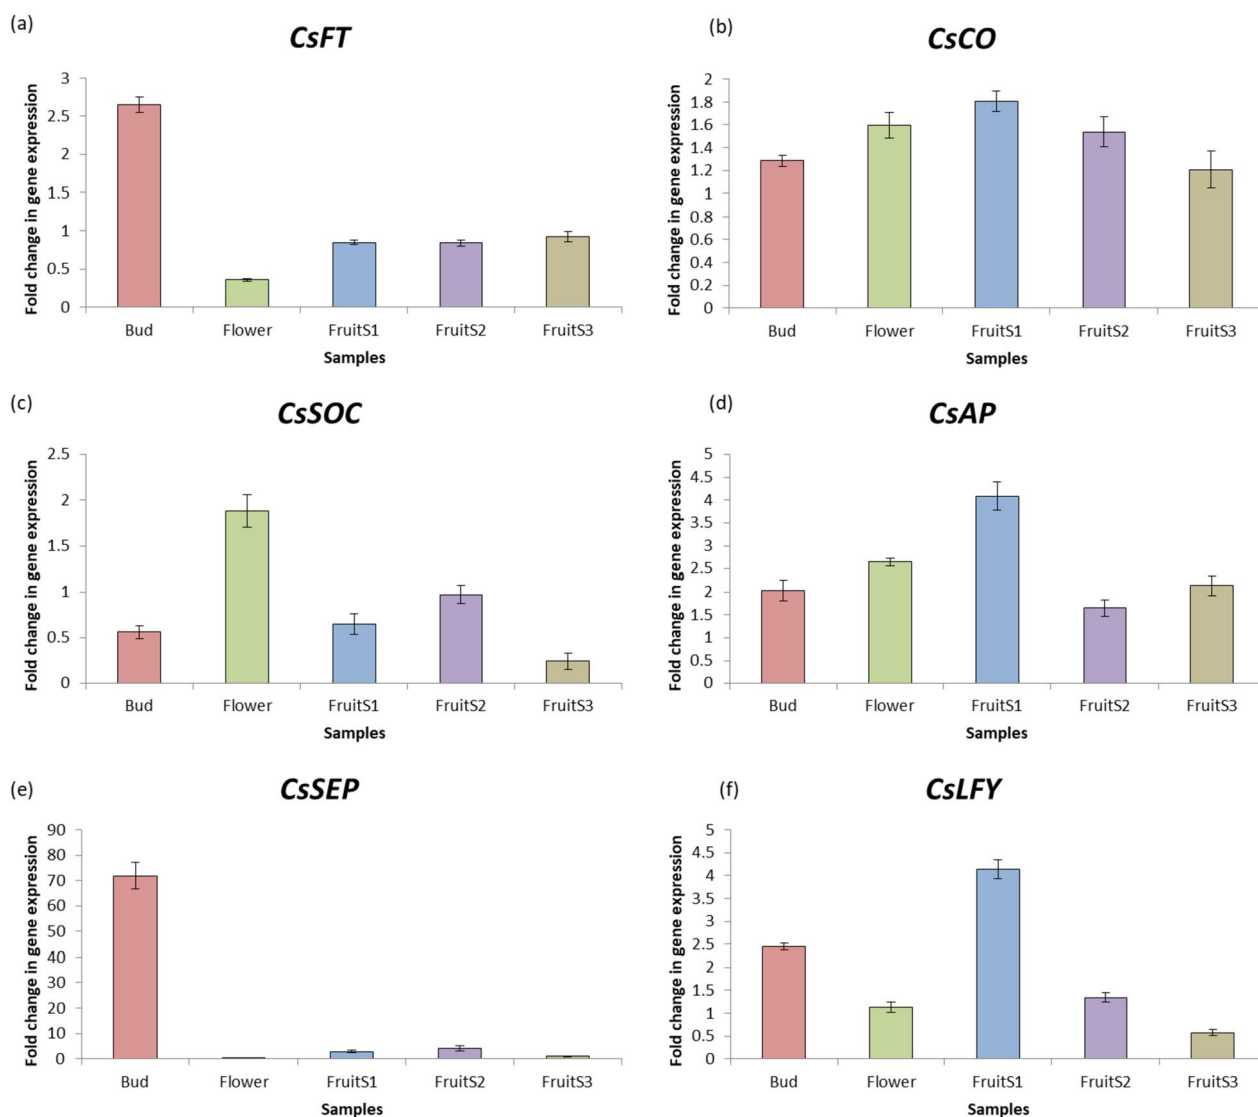 (a)
CsFT
Fold change in gene expression
3
2.5
2
1.5
1
0.5
0
Bud Flower FruitS1 FruitS2 FruitS3
Samples
(b)
CsCO
Fold change in gene expression
2
1.8
1.6
1.4
1.2
1
0.8
0.6
0.4
0.2
0
Bud Flower FruitS1 FruitS2 FruitS3
Samples
(c)
CsSOC
Fold change in gene expression
2.5
2
1.5
1
0.5
0
Bud Flower FruitS1 FruitS2 FruitS3
Samples
(d)
CsAP
Fold change in gene expression
5
4.5
4
3.5
3
2.5
2
1.5
1
0.5
0
Bud Flower FruitS1 FruitS2 FruitS3
Samples
(e)
CsSEP
Fold change in gene expression
90
80
70
60
50
40
30
20
10
0
Bud Flower FruitS1 FruitS2 FruitS3
Samples
(f)
CsLFY
Fold change in gene expression
5
4.5
4
3.5
3
2.5
2
1.5
1
0.5
0
Bud Flower FruitS1 FruitS2 FruitS3
Samples